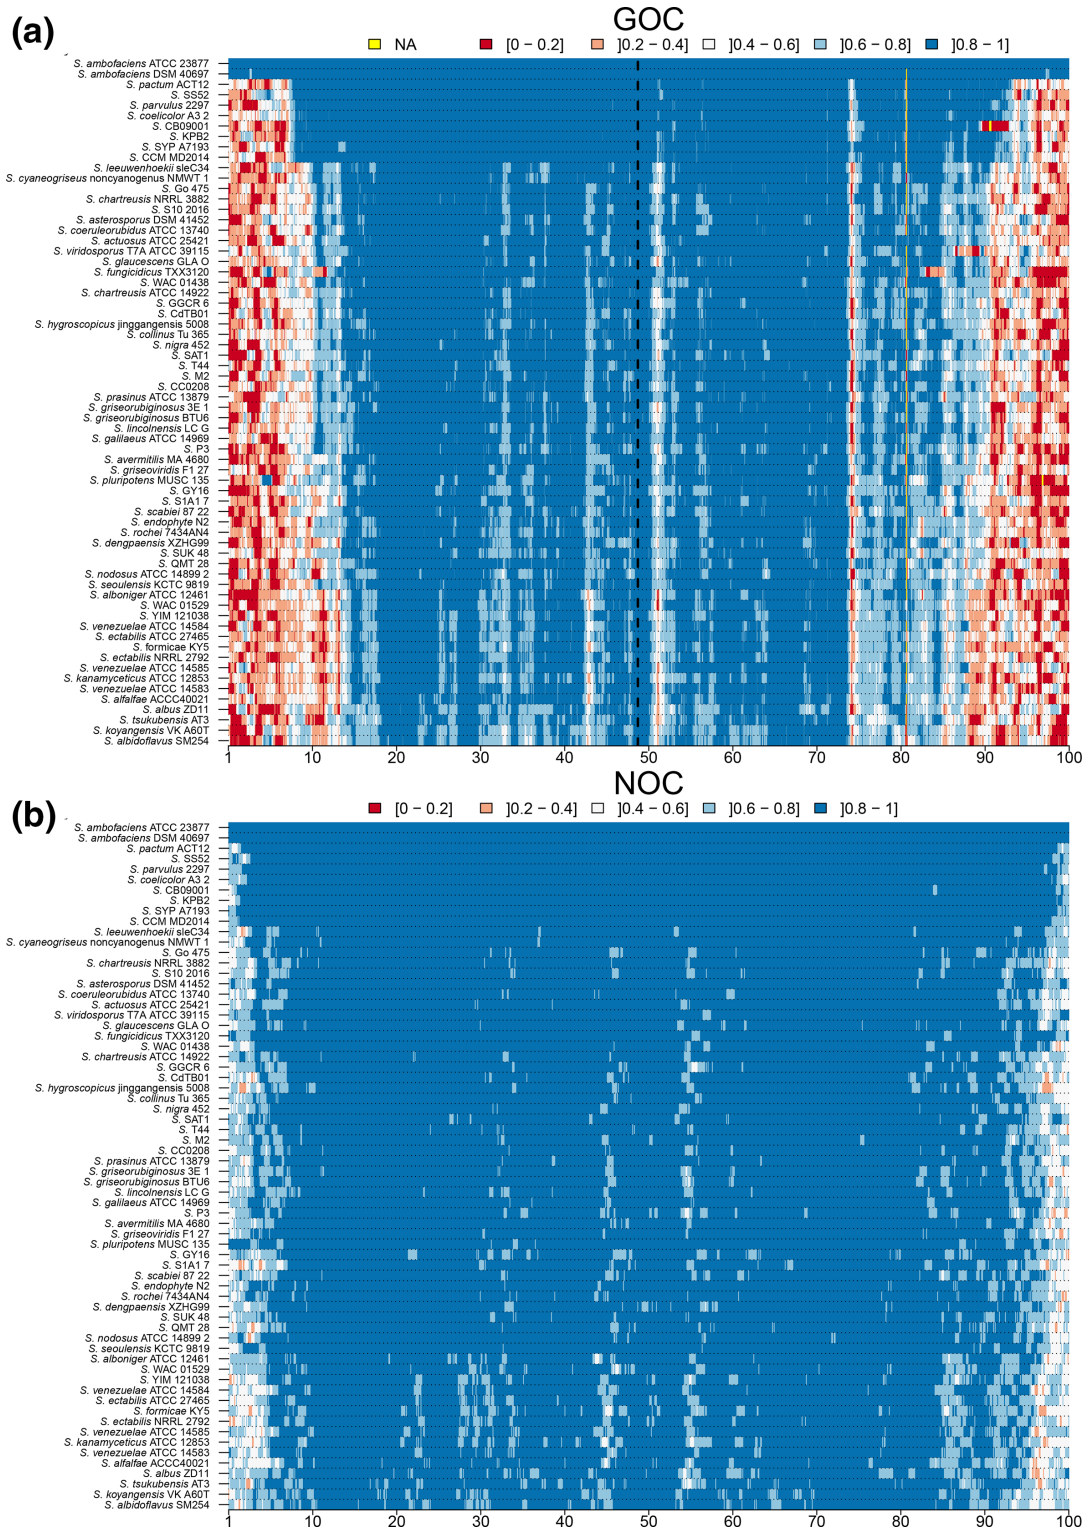 (a)
GOC
NA [0 − 0.2] ]0.2 − 0.4] ]0.4 − 0.6] ]0.6 − 0.8] ]0.8 − 1]
S. ambofaciens ATCC 23877
S. ambofaciens DSM 40697
S. pactum ACT12
S. SS52
S. parvulus 2297
S. coelicolor A3 2
S. CB09001
S. KPB2
S. SYP A7193
S. CCM MD2014
S. leeuwenhoekii sleC34
S. cyaneogriseus noncyanogenus NMWT 1
S. Go 475
S. chartreusis NRRL 3882
S. S10 2016
S. asterosporus DSM 41452
S. coeruleorubidus ATCC 13740
S. actuosus ATCC 25421
S. viridosporus T7A ATCC 39115
S. glaucescens GLA O
S. fungicidicus TXX3120
S. WAC 01438
S. chartreusis ATCC 14922
S. GGCR 6
S. CdTB01
S. hygroscopicus jinggangensis 5008
S. collinus Tu 365
S. nigra 452
S. SAT1
S. T44
S. M2
S. CC0208
S. prasinus ATCC 13879
S. griseorubiginosus 3E 1
S. griseorubiginosus BTU6
S. lincolnensis LC G
S. galilaeus ATCC 14969
S. P3
S. avermitilis MA 4680
S. griseoviridis F1 27
S. pluripotens MUSC 135
S. GY16
S. S1A1 7
S. scabiei 87 22
S. endophyte N2
S. rochei 7434AN4
S. dengpaensis XZHG99
S. SUK 48
S. QMT 28
S. nodosus ATCC 14899 2
S. seoulensis KCTC 9819
S. alboniger ATCC 12461
S. WAC 01529
S. YIM 121038
S. venezuelae ATCC 14584
S. ectabilis ATCC 27465
S. formicae KY5
S. ectabilis NRRL 2792
S. venezuelae ATCC 14585
S. kanamyceticus ATCC 12853
S. venezuelae ATCC 14583
S. alfalfae ACCC40021
S. albus ZD11
S. tsukubensis AT3
S. koyangensis VK A60T
S. albidoflavus SM254
1 10 20 30 40 50 60 70 80 90 100
(b)
NOC
[0 − 0.2] ]0.2 − 0.4] ]0.4 − 0.6] ]0.6 − 0.8] ]0.8 − 1]
S. ambofaciens ATCC 23877
S. ambofaciens DSM 40697
S. pactum ACT12
S. SS52
S. parvulus 2297
S. coelicolor A3 2
S. CB09001
S. KPB2
S. SYP A7193
S. CCM MD2014
S. leeuwenhoekii sleC34
S. cyaneogriseus noncyanogenus NMWT 1
S. Go 475
S. chartreusis NRRL 3882
S. S10 2016
S. asterosporus DSM 41452
S. coeruleorubidus ATCC 13740
S. actuosus ATCC 25421
S. viridosporus T7A ATCC 39115
S. glaucescens GLA O
S. fungicidicus TXX3120
S. WAC 01438
S. chartreusis ATCC 14922
S. GGCR 6
S. CdTB01
S. hygroscopicus jinggangensis 5008
S. collinus Tu 365
S. nigra 452
S. SAT1
S. T44
S. M2
S. CC0208
S. prasinus ATCC 13879
S. griseorubiginosus 3E 1
S. griseorubiginosus BTU6
S. lincolnensis LC G
S. galilaeus ATCC 14969
S. P3
S. avermitilis MA 4680
S. griseoviridis F1 27
S. pluripotens MUSC 135
S. GY16
S. S1A1 7
S. scabiei 87 22
S. endophyte N2
S. rochei 7434AN4
S. dengpaensis XZHG99
S. SUK 48
S. QMT 28
S. nodosus ATCC 14899 2
S. seoulensis KCTC 9819
S. alboniger ATCC 12461
S. WAC 01529
S. YIM 121038
S. venezuelae ATCC 14584
S. ectabilis ATCC 27465
S. formicae KY5
S. ectabilis NRRL 2792
S. venezuelae ATCC 14585
S. kanamyceticus ATCC 12853
S. venezuelae ATCC 14583
S. alfalfae ACCC40021
S. albus ZD11
S. tsukubensis AT3
S. koyangensis VK A60T
S. albidoflavus SM254
1 10 20 30 40 50 60 70 80 90 100